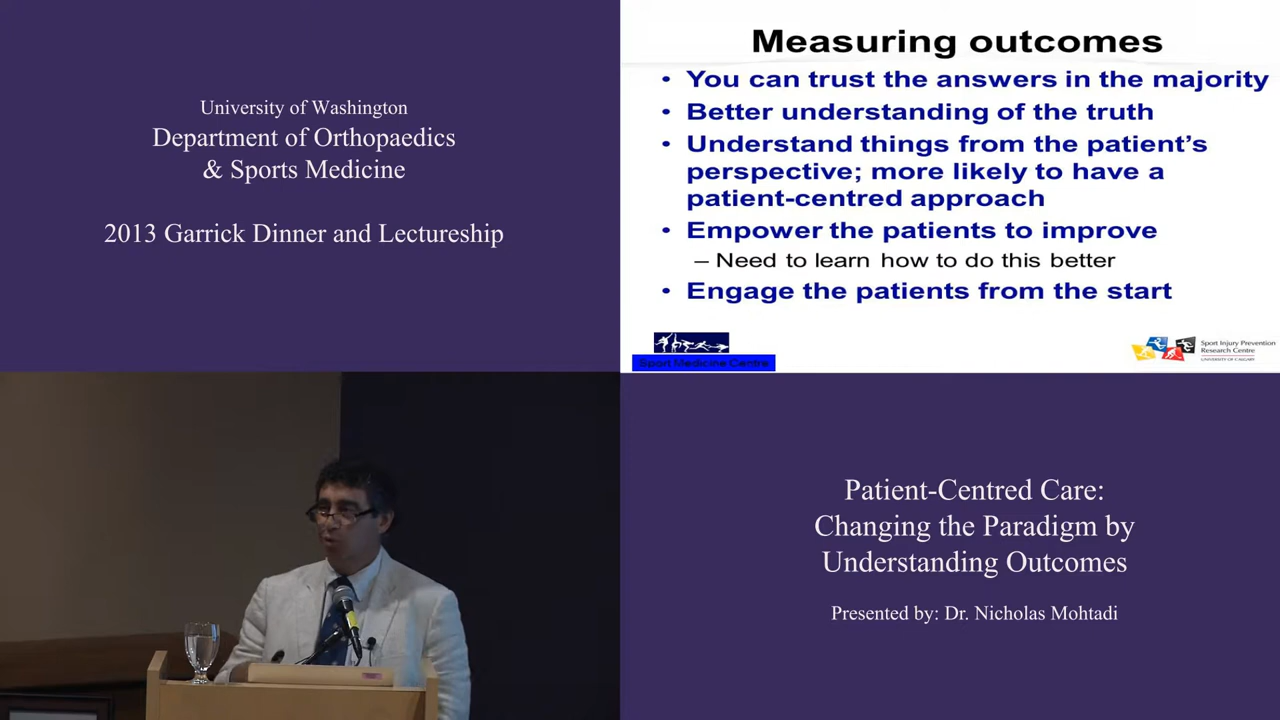 University of Washington
Department of Orthopaedics
& Sports Medicine
2013 Garrick Dinner and Lectureship
Measuring outcomes
• You can trust the answers in the majority
• Better understanding of the truth
• Understand things from the patient's
perspective; more likely to have a
patient-centred approach
• Empower the patients to improve
– Need to learn how to do this better
• Engage the patients from the start
Sport Medicine Centre
Sport Injury Prevention
Research Centre
UNIVERSITY OF CALGARY
Patient-Centred Care:
Changing the Paradigm by
Understanding Outcomes
Presented by: Dr. Nicholas Mohtadi